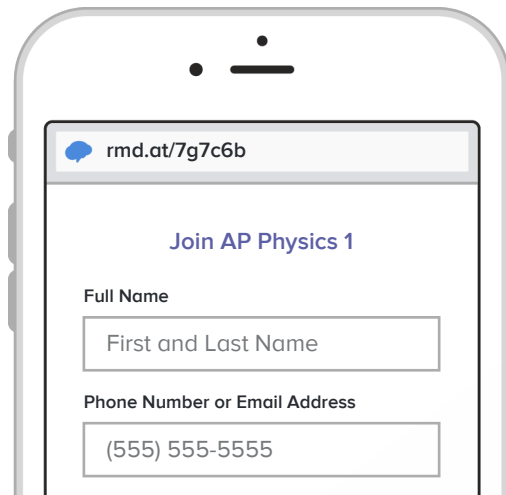 rmd.at/7g7c6b
Join AP Physics 1
Full Name
First and Last Name
Phone Number or Email Address
(555) 555-5555